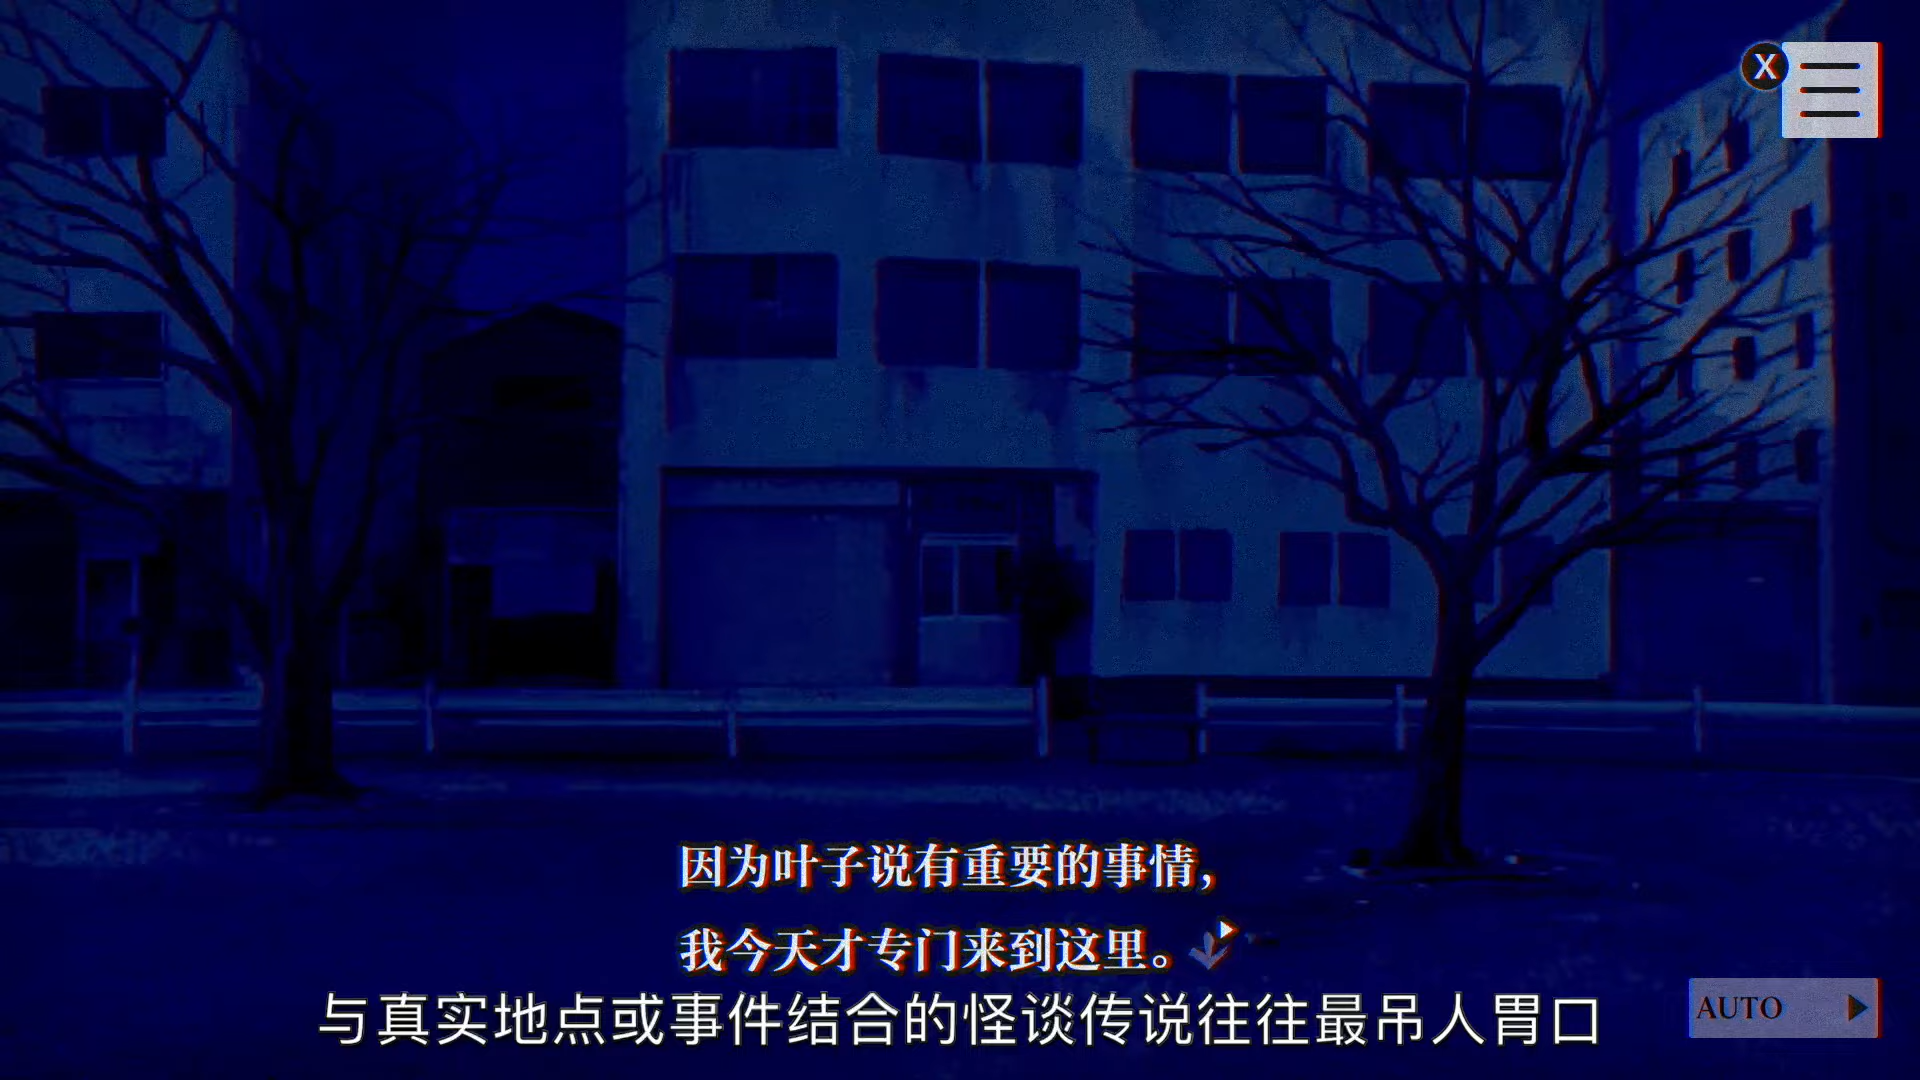 X
因为叶子说有重要的事情，
我今天才专门来到这里。
与真实地点或事件结合的怪谈传说往往最吊人胃口
AUTO